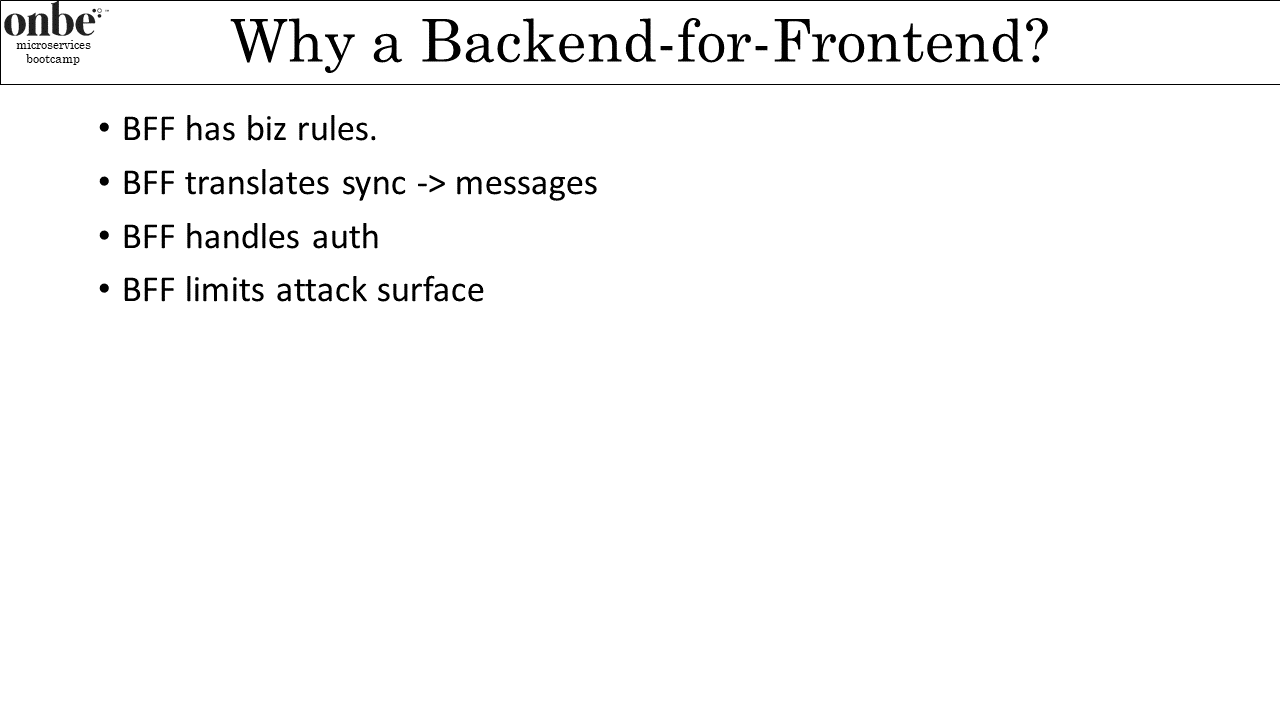 onbe
microservices
bootcamp
Why a Backend-for-Frontend?
• BFF has biz rules.
• BFF translates sync -> messages
• BFF handles auth
• BFF limits attack surface